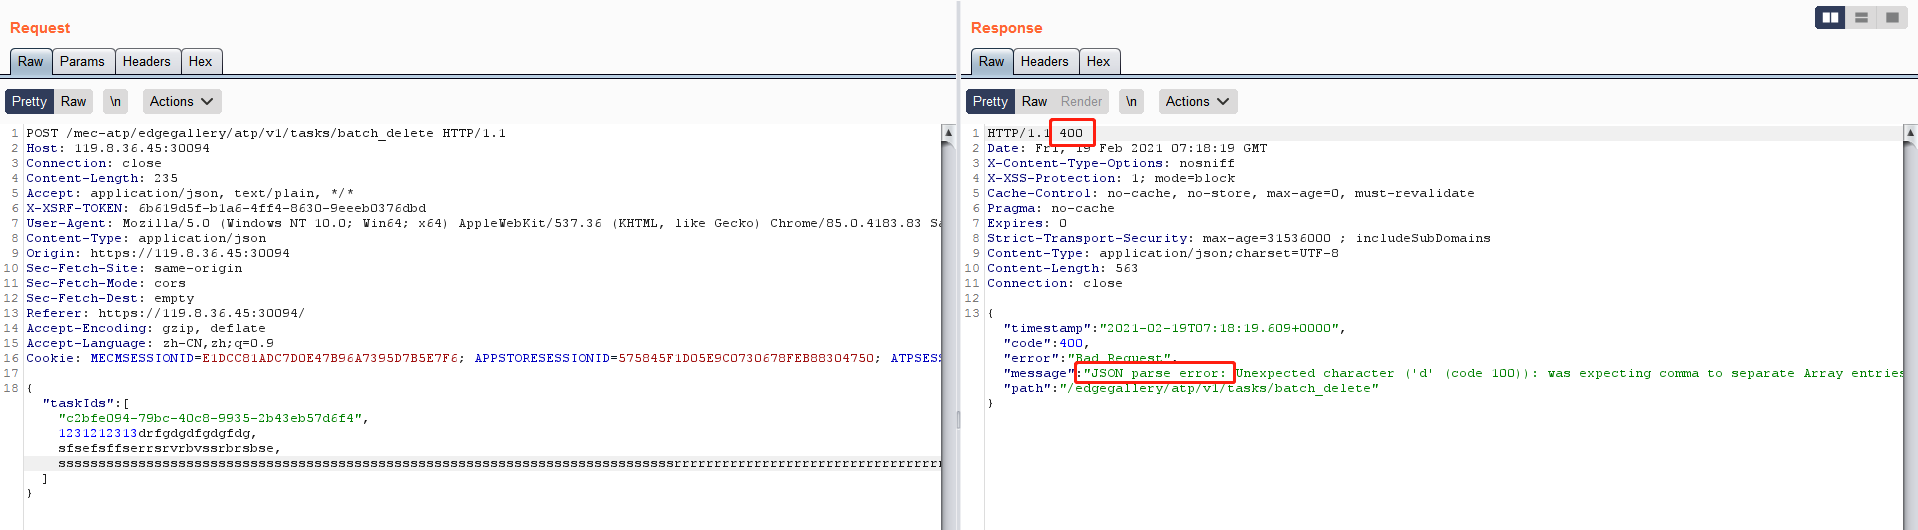 Request
Raw Params Headers Hex
Pretty Raw \n Actions
1 POST /mec-atp/edgegallery/atp/v1/tasks/batch_delete HTTP/1.1
2 Host: 119.8.36.45:30094
3 Connection: close
4 Content-Length: 235
5 Accept: application/json, text/plain, */*
6 X-XSRF-TOKEN: 6b619d5f-b1a6-4ff4-8630-9eeeb0376dbd
7 User-Agent: Mozilla/5.0 (Windows NT 10.0; Win64; x64) AppleWebKit/537.36 (KHTML, like Gecko) Chrome/85.0.4183.83 Sa
8 Content-Type: application/json
9 Origin: https://119.8.36.45:30094
10 Sec-Fetch-Site: same-origin
11 Sec-Fetch-Mode: cors
12 Sec-Fetch-Dest: empty
13 Referer: https://119.8.36.45:30094/
14 Accept-Encoding: gzip, deflate
15 Accept-Language: zh-CN,zh;q=0.9
16 Cookie: MECMSESSIONID=E1DCC81ADC7D0E47B96A7395D7B5E7F6; APPSTORESESSIONID=575845F1D05E9C0730678FEB88304750; ATPSES
17
18 {
"taskIds":[
"c2bfe094-79bc-40c8-9935-2b43eb57d6f4",
1231212313drfgdgdfgdgfdg,
sfsefsffserrsrvrbvssrbrsbse,
]
}
Response
Raw Headers Hex
Pretty Raw Render \n Actions
1 HTTP/1.1 400
2 Date: Fri, 19 Feb 2021 07:18:19 GMT
3 X-Content-Type-Options: nosniff
4 X-XSS-Protection: 1; mode=block
5 Cache-Control: no-cache, no-store, max-age=0, must-revalidate
6 Pragma: no-cache
7 Expires: 0
8 Strict-Transport-Security: max-age=31536000 ; includeSubDomains
9 Content-Type: application/json;charset=UTF-8
10 Content-Length: 563
11 Connection: close
12
13 {
"timestamp":"2021-02-19T07:18:19.609+0000",
"code":400,
"error":"Bad Request",
"message":"JSON parse error: Unexpected character ('d' (code 100)): was expecting comma to separate Array entries
"path":"/edgegallery/atp/v1/tasks/batch_delete"
}